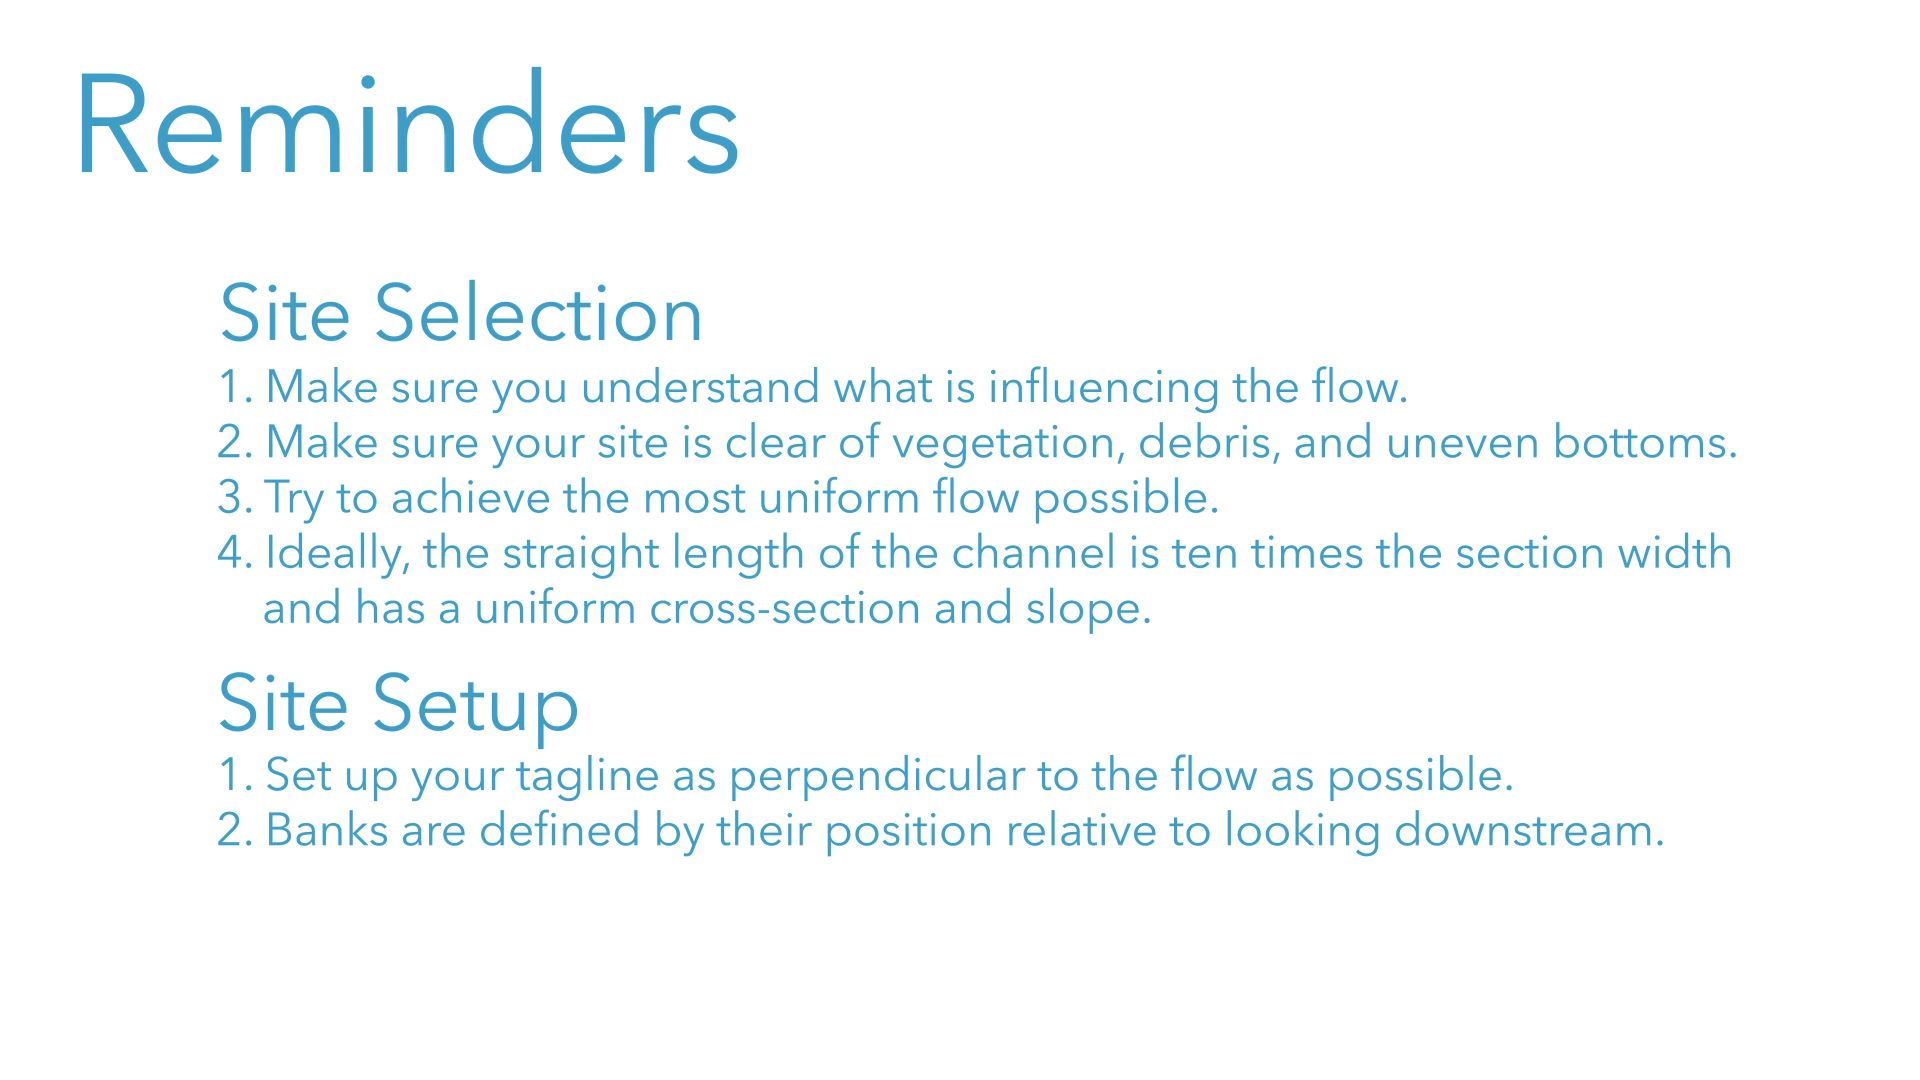 Reminders
Site Selection
1. Make sure you understand what is influencing the flow.
2. Make sure your site is clear of vegetation, debris, and uneven bottoms.
3. Try to achieve the most uniform flow possible.
4. Ideally, the straight length of the channel is ten times the section width
and has a uniform cross-section and slope.
Site Setup
1. Set up your tagline as perpendicular to the flow as possible.
2. Banks are defined by their position relative to looking downstream.